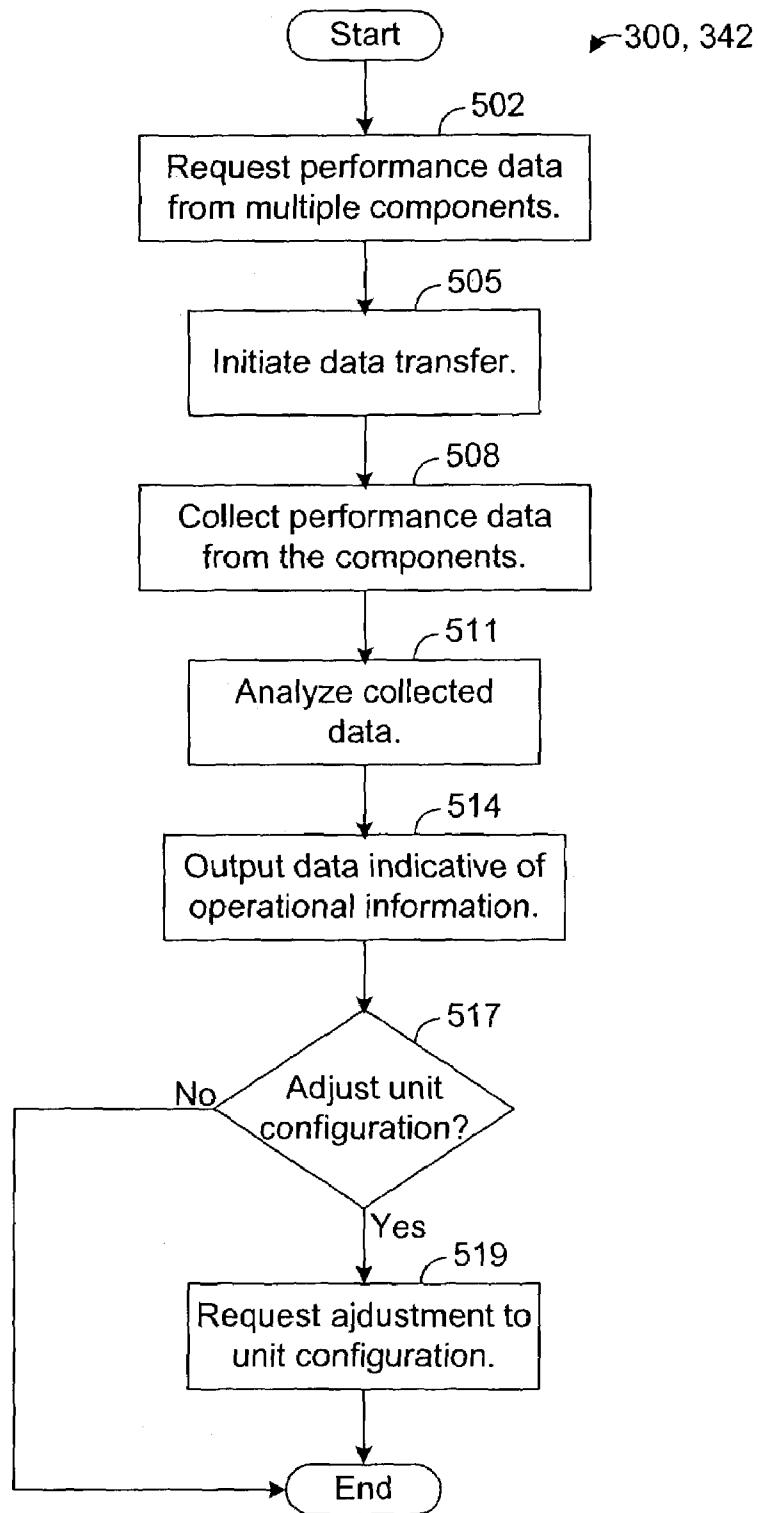 Start
300, 342
502
Request performance data
from multiple components.
505
Initiate data transfer.
508
Collect performance data
from the components.
511
Analyze collected
data.
514
Output data indicative of
operational information.
517
Adjust unit
configuration?
No
Yes
519
Request ajdustment to
unit configuration.
End